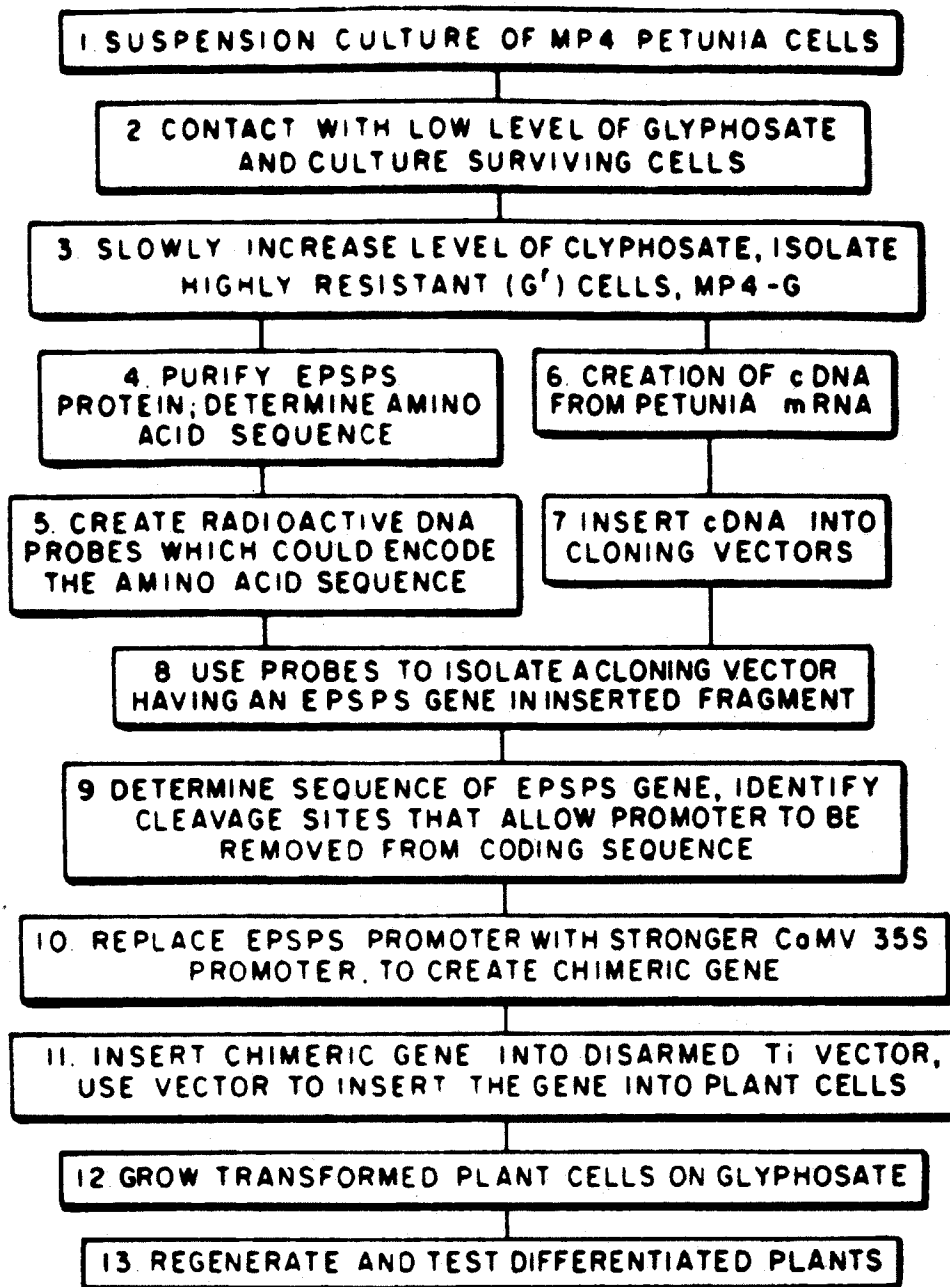 1. SUSPENSION CULTURE OF MP4 PETUNIA CELLS
2 CONTACT WITH LOW LEVEL OF GLYPHOSATE
AND CULTURE SURVIVING CELLS
3. SLOWLY INCREASE LEVEL OF CLYPHOSATE, ISOLATE
HIGHLY RESISTANT (Gʳ) CELLS, MP4-G
4. PURIFY EPSPS
PROTEIN; DETERMINE AMINO
ACID SEQUENCE
5. CREATE RADIOACTIVE DNA
PROBES WHICH COULD ENCODE
THE AMINO ACID SEQUENCE
6. CREATION OF cDNA
FROM PETUNIA mRNA
7 INSERT cDNA INTO
CLONING VECTORS
8 USE PROBES TO ISOLATE A CLONING VECTOR
HAVING AN EPSPS GENE IN INSERTED FRAGMENT
9 DETERMINE SEQUENCE OF EPSPS GENE, IDENTIFY
CLEAVAGE SITES THAT ALLOW PROMOTER TO BE
REMOVED FROM CODING SEQUENCE
10. REPLACE EPSPS PROMOTER WITH STRONGER CaMV 35S
PROMOTER, TO CREATE CHIMERIC GENE
11. INSERT CHIMERIC GENE INTO DISARMED Ti VECTOR,
USE VECTOR TO INSERT THE GENE INTO PLANT CELLS
12 GROW TRANSFORMED PLANT CELLS ON GLYPHOSATE
13. REGENERATE AND TEST DIFFERENTIATED PLANTS